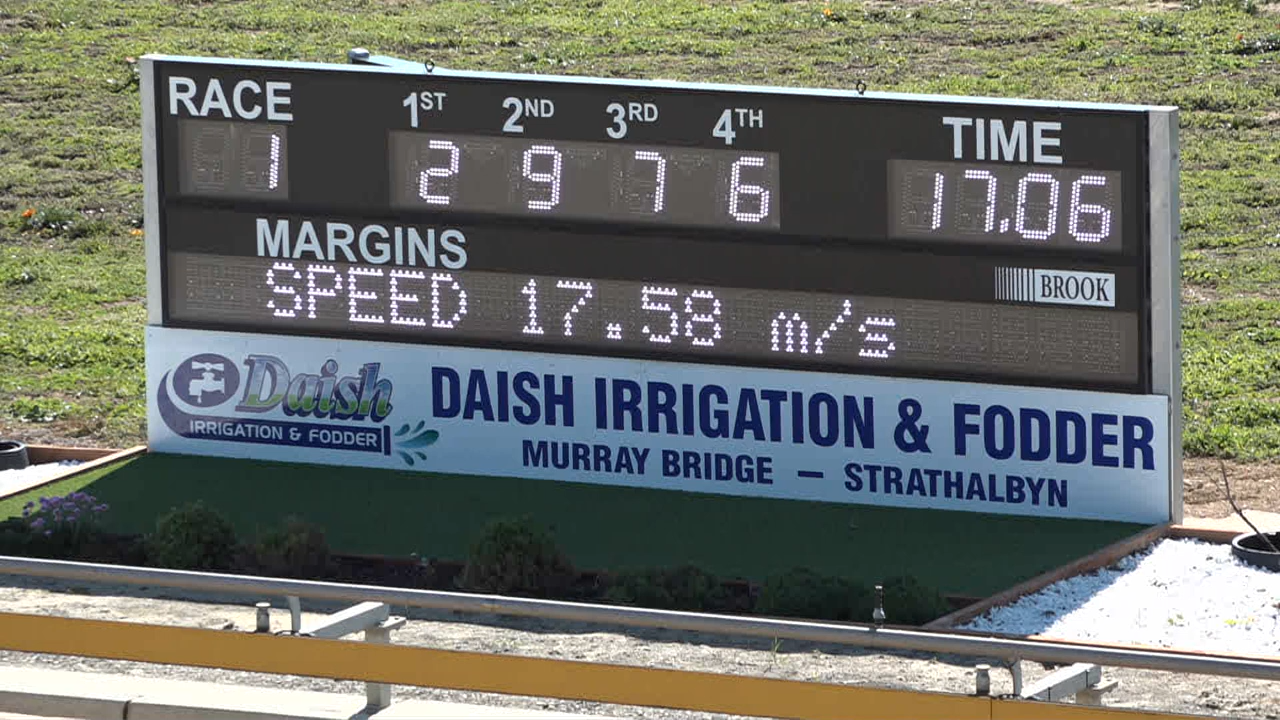 RACE 1ST 2ND 3RD 4TH TIME
1 2 9 7 6 17.06
MARGINS
BROOK
SPEED 17.58 m/s
Daish
IRRIGATION & FODDER
DAISH IRRIGATION & FODDER
MURRAY BRIDGE – STRATHALBYN